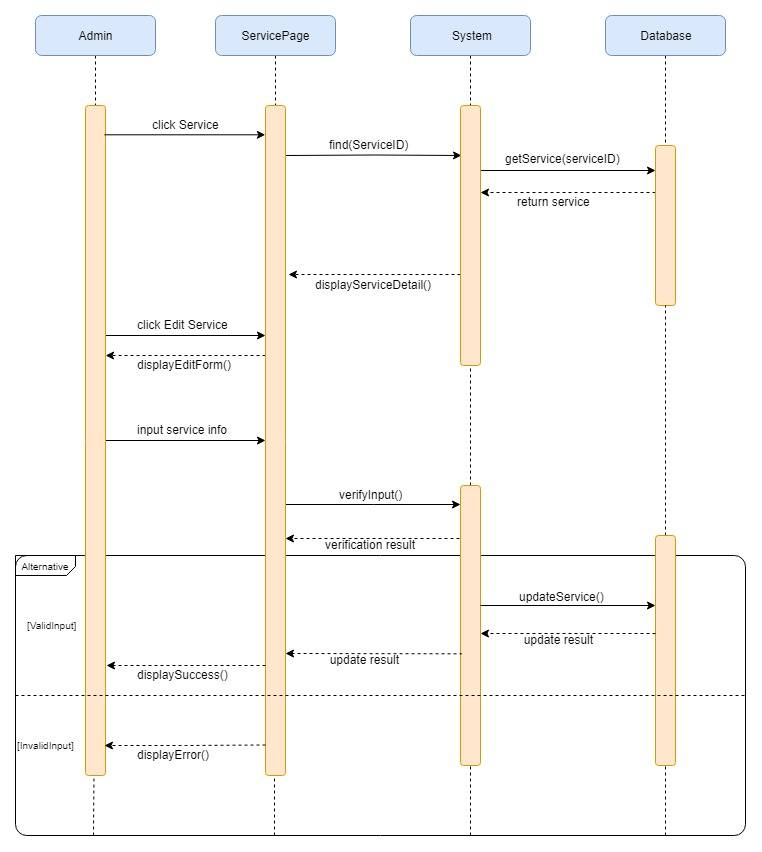 Admin
ServicePage
System
Database
click Service
find(ServiceID)
getService(serviceID)
return service
displayServiceDetail()
click Edit Service
displayEditForm()
input service info
verifyInput()
verification result
Alternative
updateService()
[ValidInput]
update result
update result
displaySuccess()
[InvalidInput]
displayError()